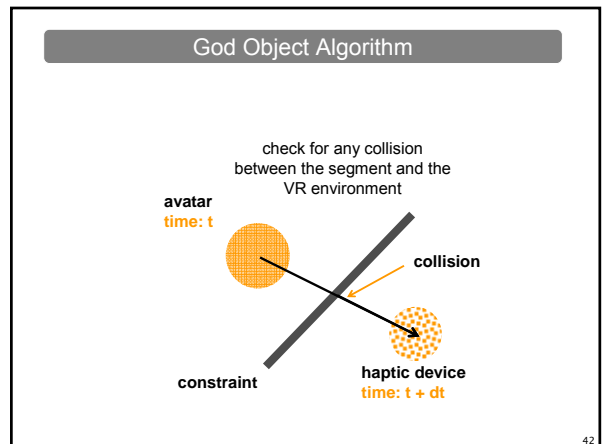 God Object Algorithm
check for any collision
between the segment and the
VR environment
avatar
time: t
collision
haptic device
time: t + dt
constraint
42